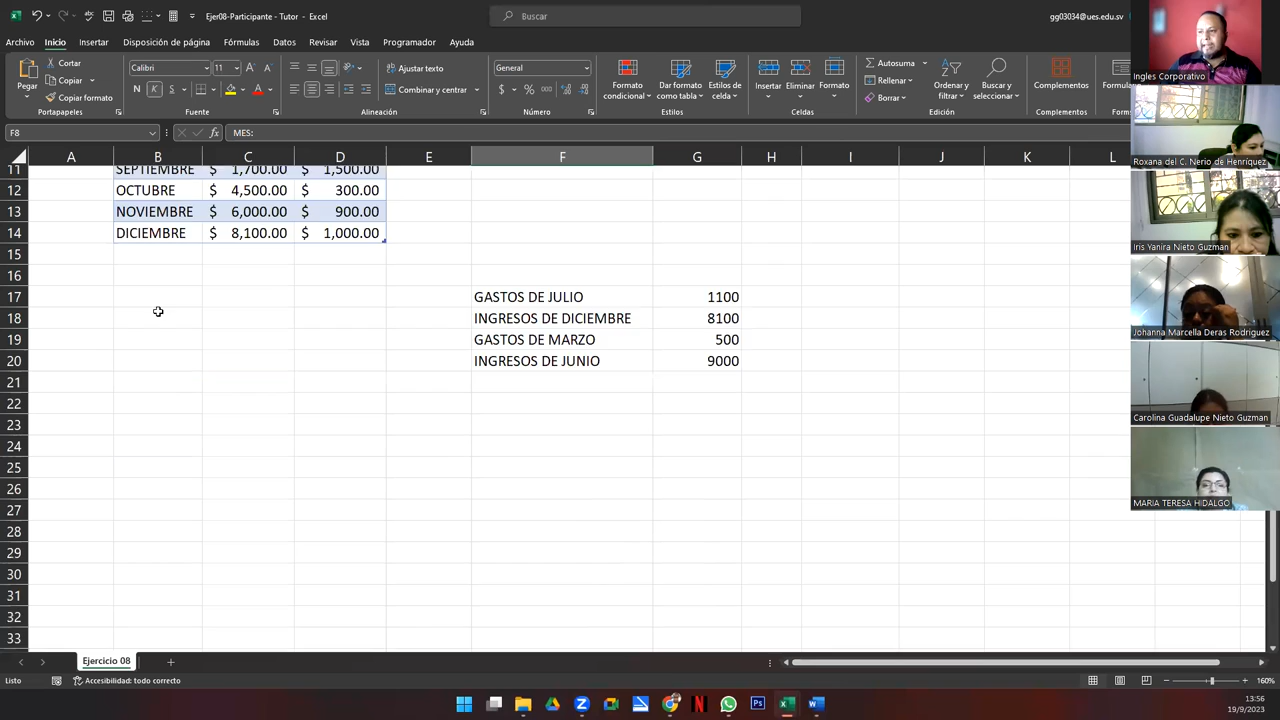 Ejer08-Participante - Tutor - Excel
Buscar
gg03034@ues.edu.sv
Archivo Inicio Insertar Disposición de página Fórmulas Datos Revisar Vista Programador Ayuda
Pegar
Cortar
Copiar
Copiar formato
Portapapeles
Calibri 11
N K S
Fuente
Ajustar texto
Combinar y centrar
Alineación
General
$ % 000
Número
Formato condicional
Dar formato como tabla
Estilos de celda
Estilos
Insertar Eliminar Formato
Celdas
Autosuma
Rellenar
Borrar
Ordenar y filtrar
Buscar y seleccionar
Edición
Complementos
Complementos
F8 fx MES:
A B C D E F G H I J K L
11 SEPTIEMBRE $ 1,700.00 $ 1,500.00
12 OCTUBRE $ 4,500.00 $ 300.00
13 NOVIEMBRE $ 6,000.00 $ 900.00
14 DICIEMBRE $ 8,100.00 $ 1,000.00
15
16
17 GASTOS DE JULIO 1100
18 INGRESOS DE DICIEMBRE 8100
19 GASTOS DE MARZO 500
20 INGRESOS DE JUNIO 9000
21
22
23
24
25
26
27
28
29
30
31
32
33
Ingles Corporativo
Roxana del C. Nerio de Henríquez
Iris Yanira Nieto Guzman
Johanna Marcella Deras Rodriguez
Carolina Guadalupe Nieto Guzman
MARIA TERESA HIDALGO
Ejercicio 08
Listo
Accesibilidad: todo correcto
160%
13:56
19/9/2023